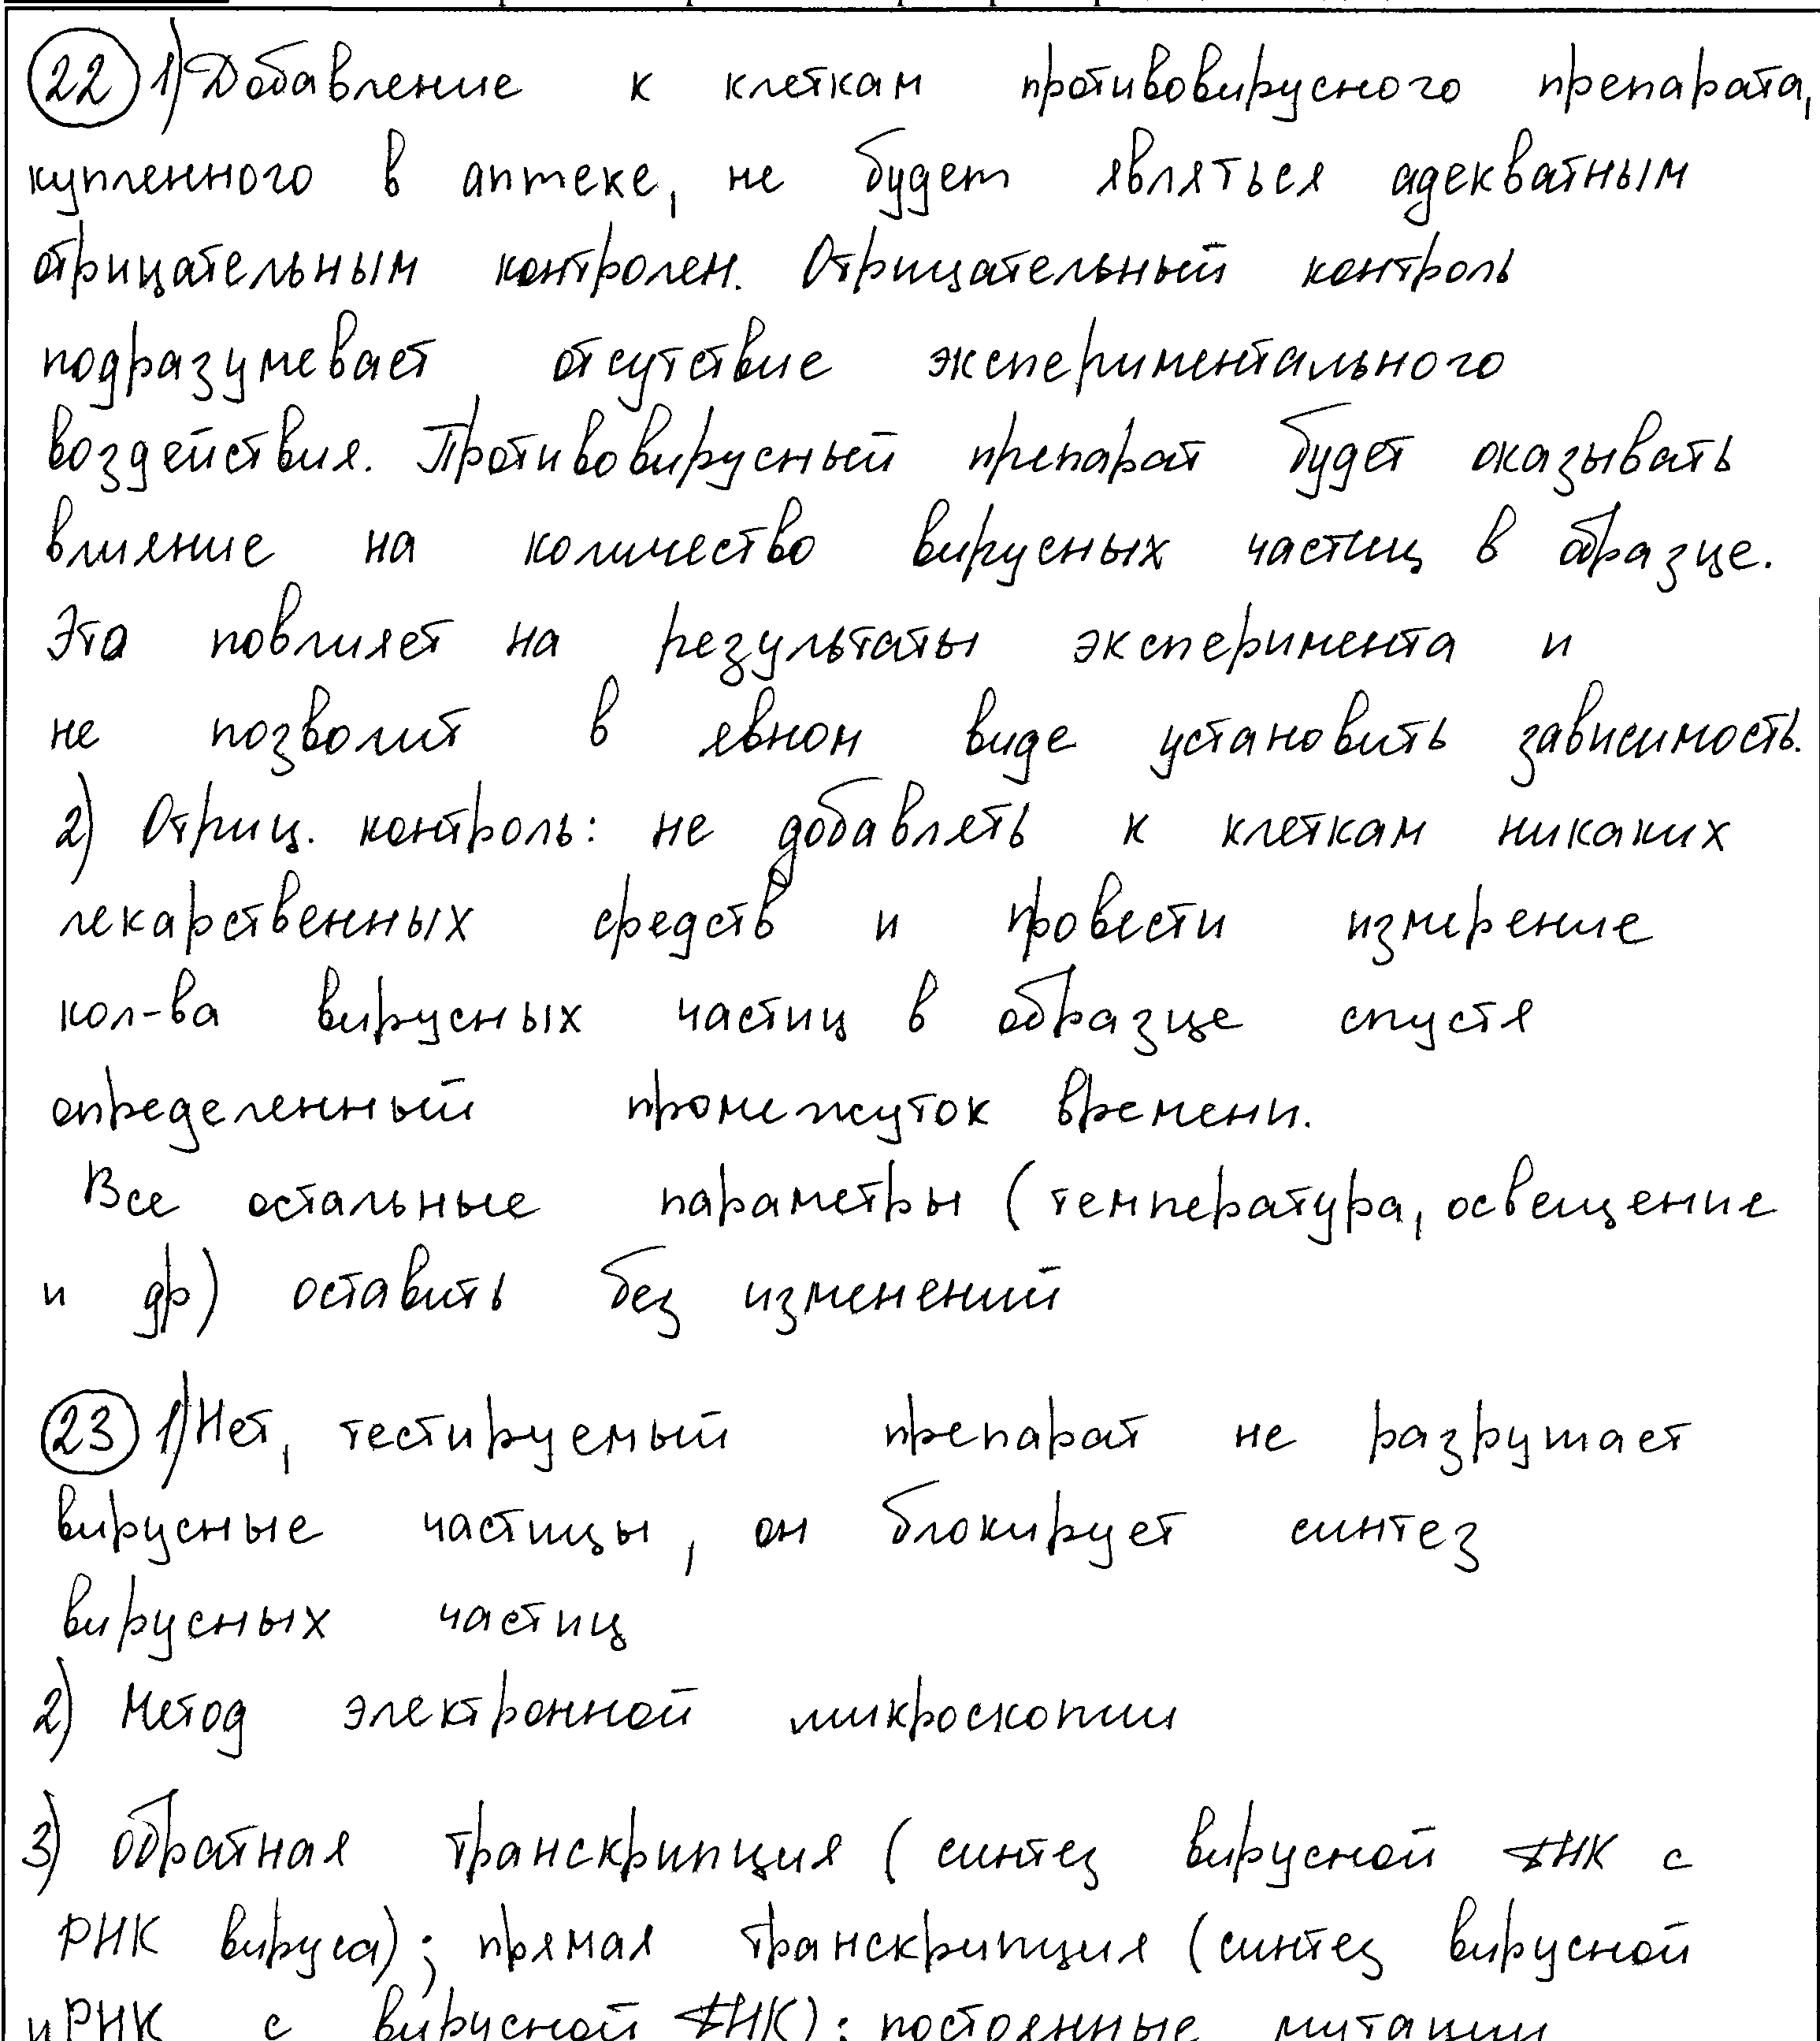 22 1) Добавление к клеткам противовирусного препарата,
купленного в аптеке, не будет являться адекватным
отрицательным контролем. Отрицательный контроль
подразумевает отсутствие экспериментального
воздействия. Противовирусный препарат будет оказывать
влияние на количество вирусных частиц в образце.
Это повлияет на результаты эксперимента и
не позволит в явном виде установить зависимость.
2) Отриц. контроль: не добавлять к клеткам никаких
лекарственных средств и провести измерение
кол-ва вирусных частиц в образце спустя
определенный промежуток времени.
Все остальные параметры (температура, освещение
и др) оставить без изменений
23 1) Нет, тестируемый препарат не разрушает
вирусные частицы, он блокирует синтез
вирусных частиц
2) Метод электронной микроскопии
3) Обратная транскрипция (синтез вирусной ДНК с
РНК вируса); прямая транскрипция (синтез вирусной
иРНК с вирусной ДНК); постоянные мутации